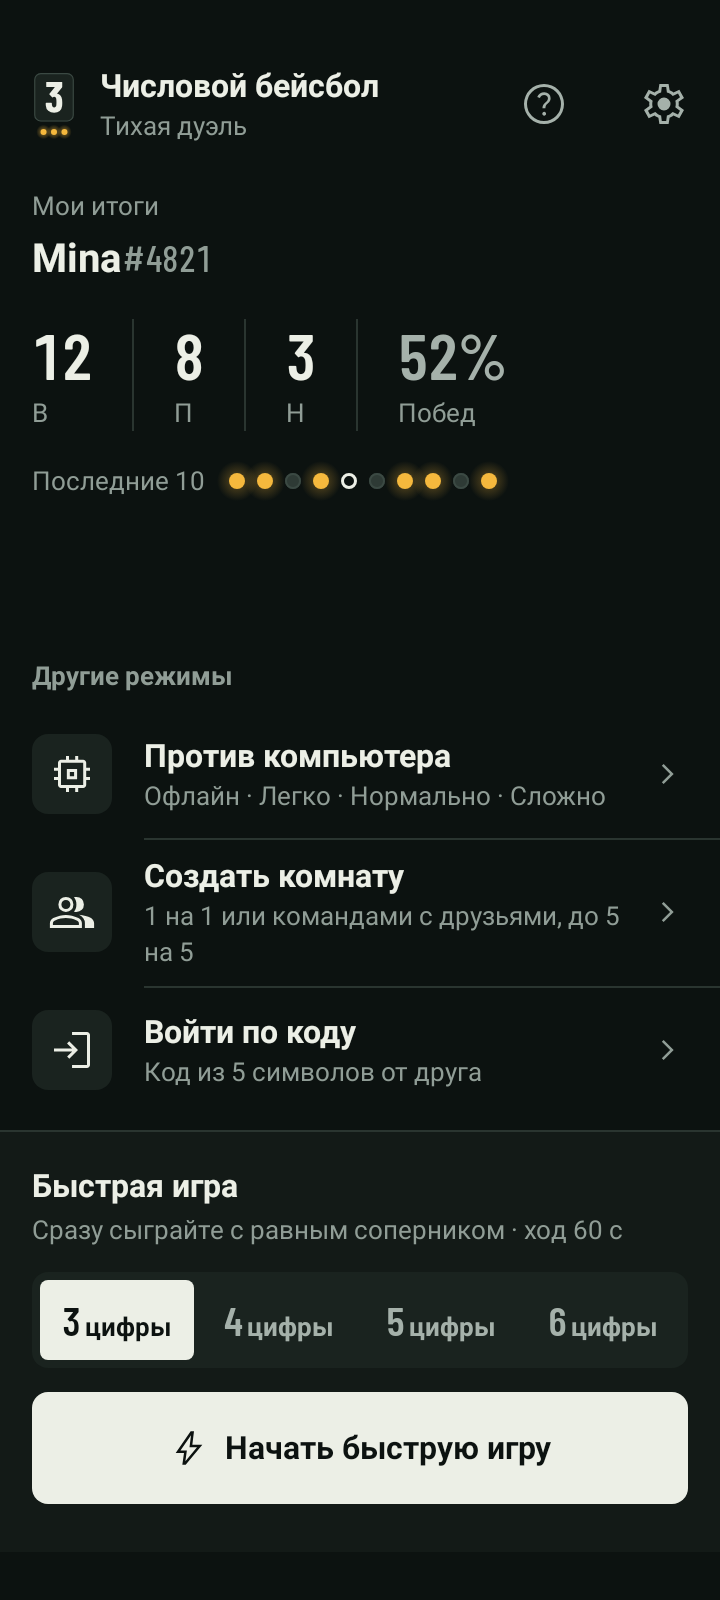 3
Числовой бейсбол
Тихая дуэль
Мои итоги
Mina#4821
12 8 3 52%
В П Н Побед
Последние 10
Другие режимы
Против компьютера
Офлайн · Легко · Нормально · Сложно
Создать комнату
1 на 1 или командами с друзьями, до 5
на 5
Войти по коду
Код из 5 символов от друга
Быстрая игра
Сразу сыграйте с равным соперником · ход 60 с
3 цифры 4 цифры 5 цифры 6 цифры
Начать быструю игру